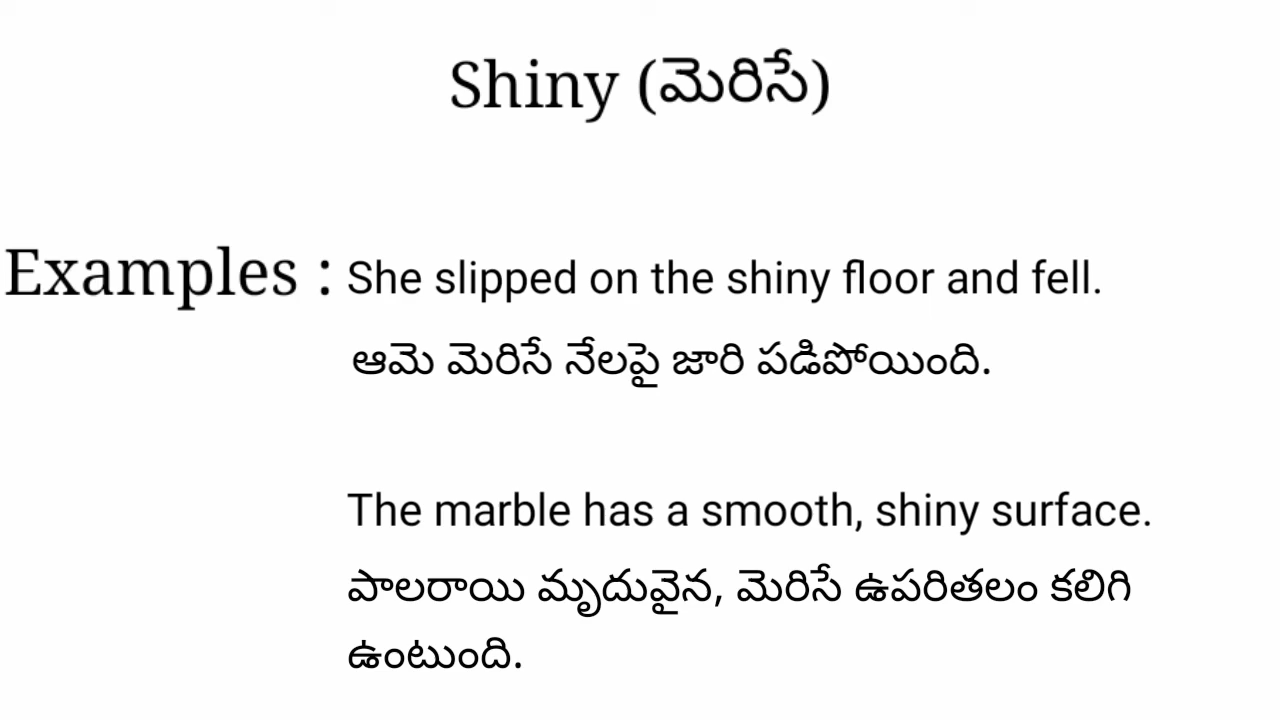 Shiny (మెరిసే)
Examples : She slipped on the shiny floor and fell.
ఆమె మెరిసే నేలపై జారి పడిపోయింది.
The marble has a smooth, shiny surface.
పాలరాయి మృదువైన, మెరిసే ఉపరితలం కలిగి
ఉంటుంది.